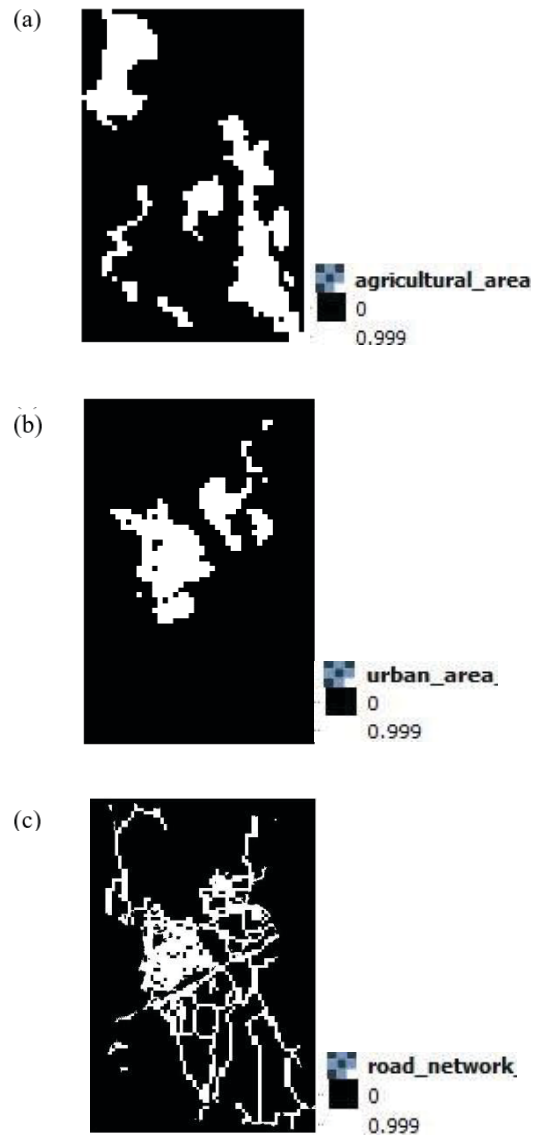 (a)
agricultural_area
0
0.999
(b)
urban_area_
0
0.999
(c)
road_network_
0
0.999